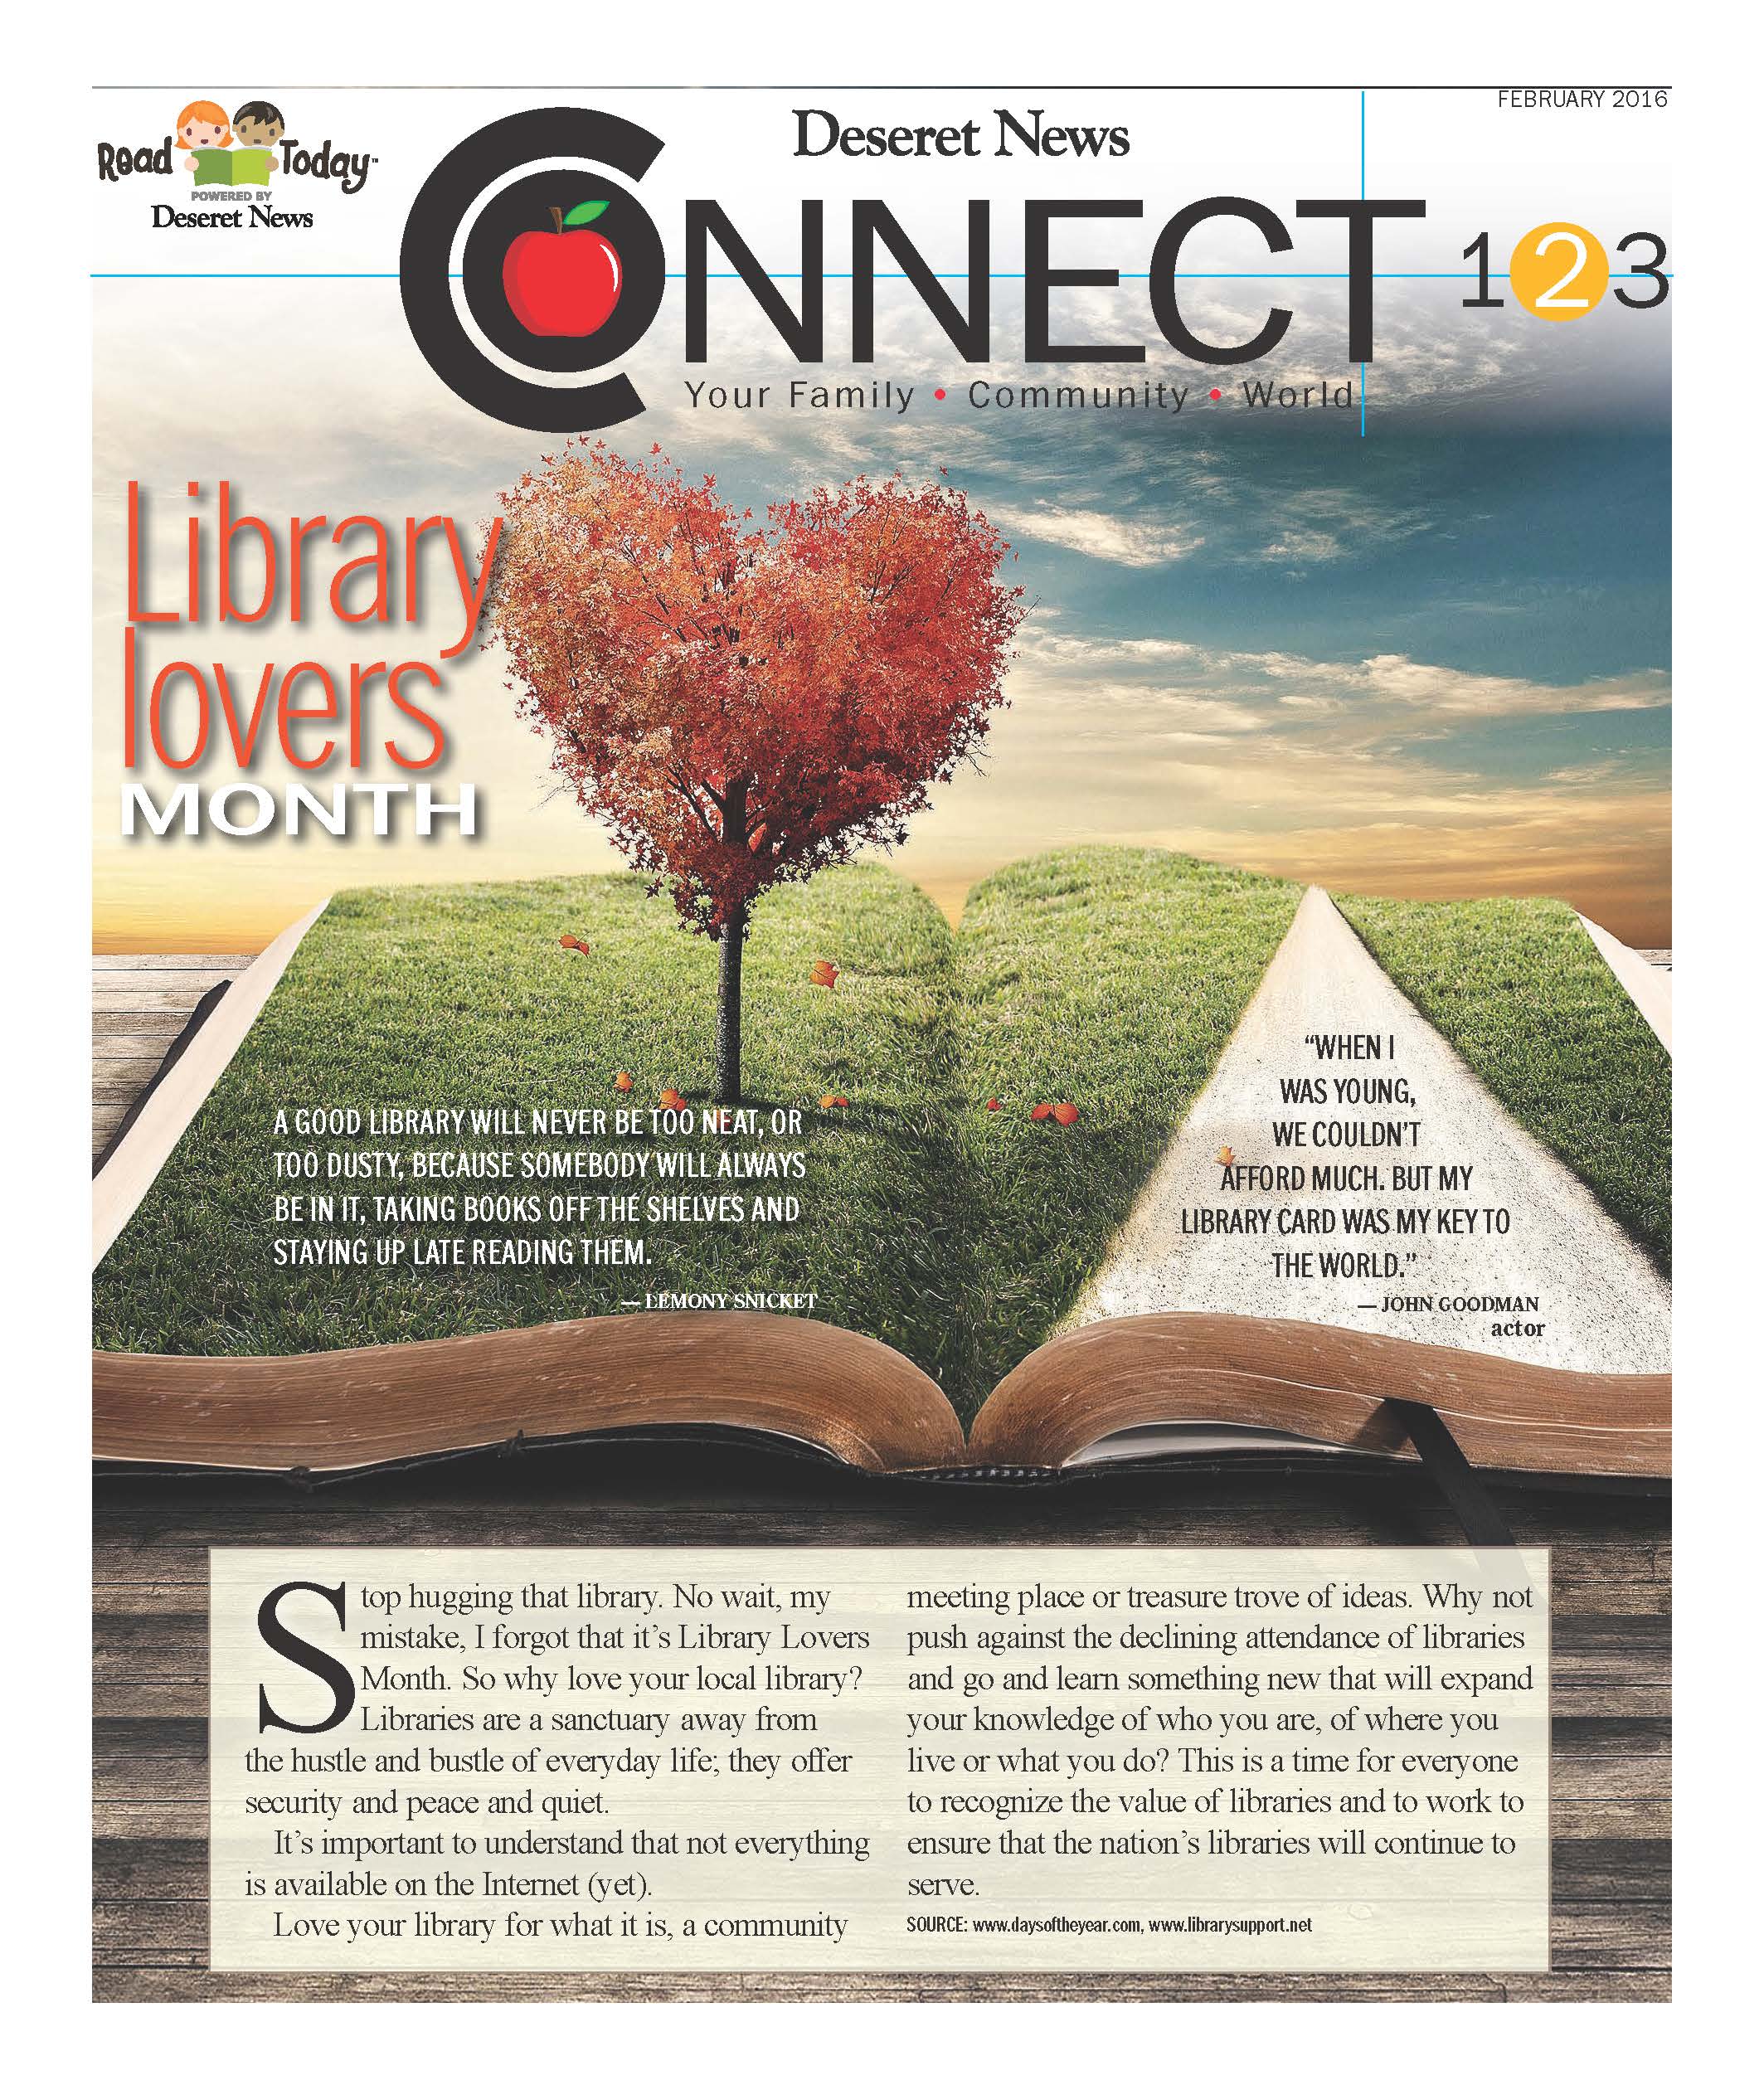 FEBRUARY 2016
Read Today™
POWERED BY
Deseret News
Deseret News
CONNECT 123
Your Family • Community • World
Library
lovers
MONTH
A GOOD LIBRARY WILL NEVER BE TOO NEAT, OR
TOO DUSTY, BECAUSE SOMEBODY WILL ALWAYS
BE IN IT, TAKING BOOKS OFF THE SHELVES AND
STAYING UP LATE READING THEM.
— LEMONY SNICKET
“WHEN I
WAS YOUNG,
WE COULDN’T
AFFORD MUCH. BUT MY
LIBRARY CARD WAS MY KEY TO
THE WORLD.”
— JOHN GOODMAN
actor
Stop hugging that library. No wait, my
mistake, I forgot that it’s Library Lovers
Month. So why love your local library?
Libraries are a sanctuary away from
the hustle and bustle of everyday life; they offer
security and peace and quiet.
It’s important to understand that not everything
is available on the Internet (yet).
Love your library for what it is, a community
meeting place or treasure trove of ideas. Why not
push against the declining attendance of libraries
and go and learn something new that will expand
your knowledge of who you are, of where you
live or what you do? This is a time for everyone
to recognize the value of libraries and to work to
ensure that the nation’s libraries will continue to
serve.
SOURCE: www.daysoftheyear.com, www.librarysupport.net